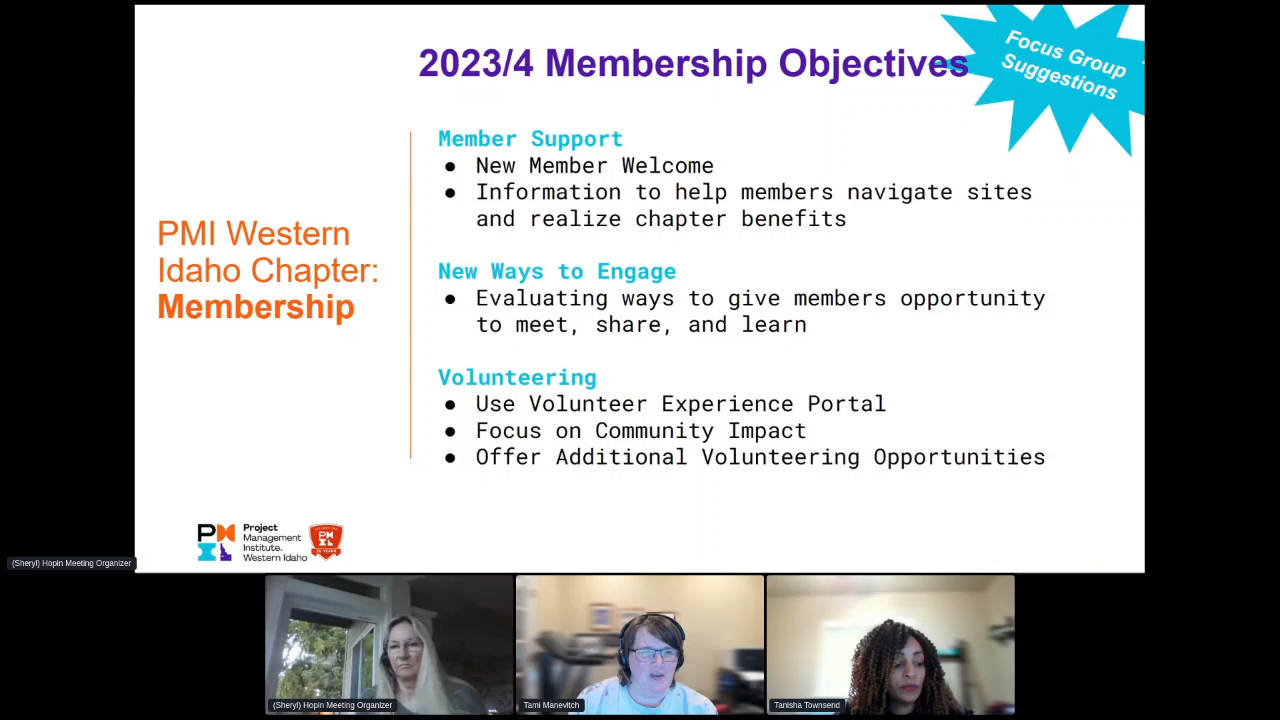 2023/4 Membership Objectives
Focus Group
Suggestions
Member Support
● New Member Welcome
● Information to help members navigate sites
and realize chapter benefits
PMI Western
Idaho Chapter:
Membership
New Ways to Engage
● Evaluating ways to give members opportunity
to meet, share, and learn
Volunteering
● Use Volunteer Experience Portal
● Focus on Community Impact
● Offer Additional Volunteering Opportunities
Project
Management
Institute.
Western Idaho
(Sheryl) Hopin Meeting Organizer
(Sheryl) Hopin Meeting Organizer
Tami Manevitch
Tanisha Townsend